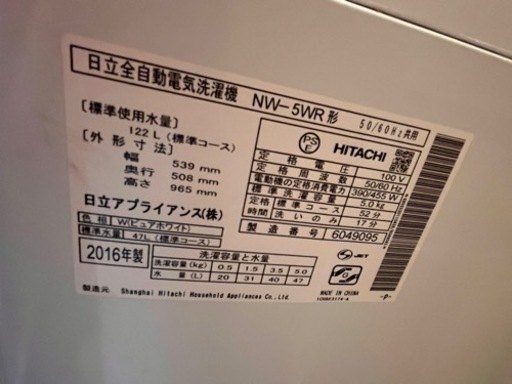 日立全自動電気洗濯機 NW-5WR形 50/60Hz共用
[標準使用水量]
122L(標準コース)
[外形寸法]
幅 539 mm
奥行 508 mm
高さ 965 mm
日立アプライアンス(株)
色相 W(ピュアホワイト)
標準水量 47L(標準コース)
2016年製
PSE HITACHI
定格電圧 100 V
定格周波数 50/60 Hz
電動機の定格消費電力 390/455 W
標準洗濯容量 5.0kg
標準コース 52分
時間 洗いのみ 17分
製造番号 6049095
洗濯容量と水量
洗濯容量(kg) 0.5 1.5 3.5 5.0
水量(L) 20 31 40 47
JET
製造元 Shanghai Hitachi Household Appliances Co., Ltd.
MADE IN CHINA
-P-